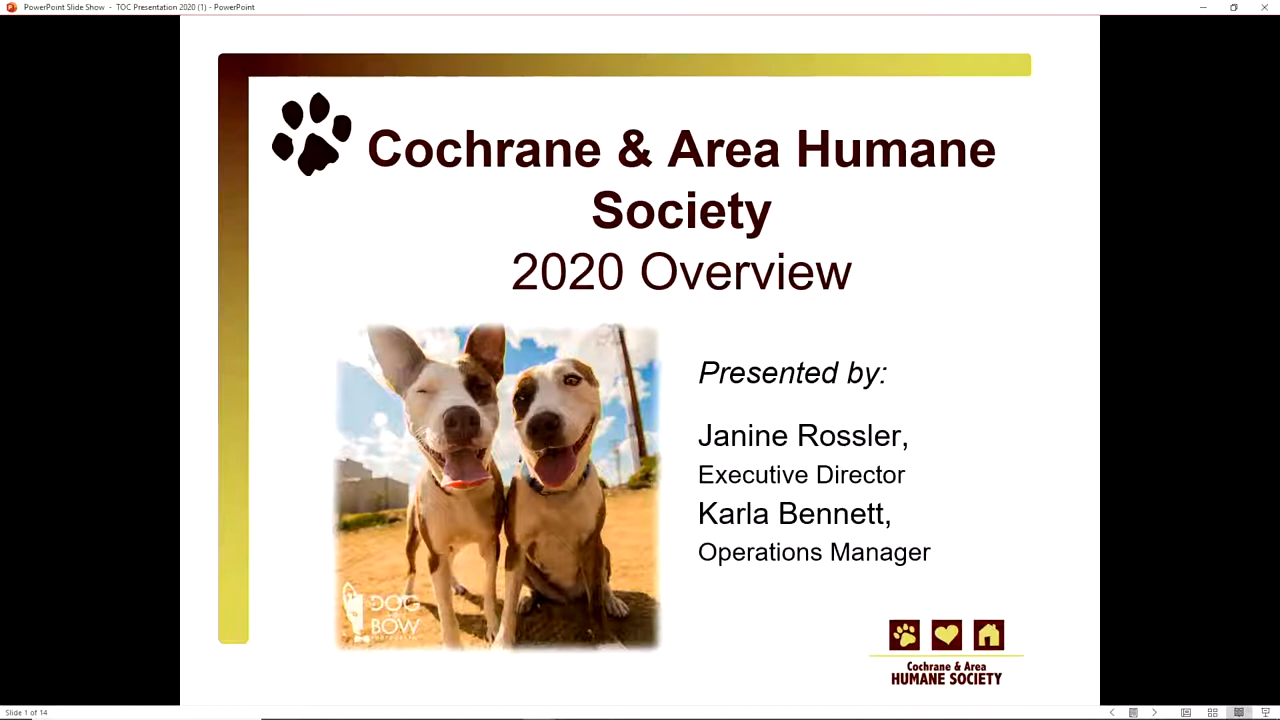 PowerPoint Slide Show - TOC Presentation 2020 (1) - PowerPoint
Cochrane & Area Humane
Society
2020 Overview
Presented by:
Janine Rossler,
Executive Director
Karla Bennett,
Operations Manager
DOG
BOW
Cochrane & Area
HUMANE SOCIETY
Slide 1 of 14